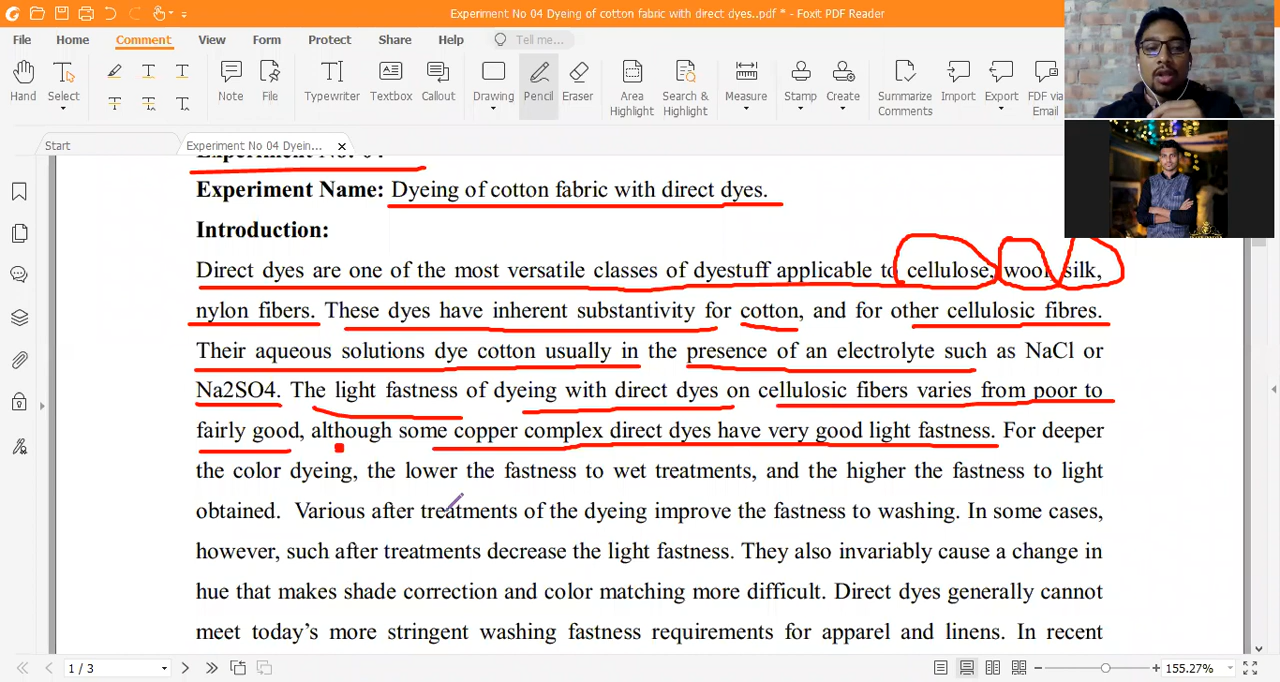 Experiment No 04 Dyeing of cotton fabric with direct dyes..pdf * - Foxit PDF Reader
File Home Comment View Form Protect Share Help Tell me...
Hand Select Note File Typewriter Textbox Callout Drawing Pencil Eraser Area Highlight Search & Highlight Measure Stamp Create Summarize Comments Import Export FDF via Email
Start Experiment No 04 Dyein...
Experiment No: 04
Experiment Name: Dyeing of cotton fabric with direct dyes.
Introduction:
Direct dyes are one of the most versatile classes of dyestuff applicable to cellulose, wool, silk,
nylon fibers. These dyes have inherent substantivity for cotton, and for other cellulosic fibres.
Their aqueous solutions dye cotton usually in the presence of an electrolyte such as NaCl or
Na2SO4. The light fastness of dyeing with direct dyes on cellulosic fibers varies from poor to
fairly good, although some copper complex direct dyes have very good light fastness. For deeper
the color dyeing, the lower the fastness to wet treatments, and the higher the fastness to light
obtained. Various after treatments of the dyeing improve the fastness to washing. In some cases,
however, such after treatments decrease the light fastness. They also invariably cause a change in
hue that makes shade correction and color matching more difficult. Direct dyes generally cannot
meet today's more stringent washing fastness requirements for apparel and linens. In recent
1 / 3
155.27%